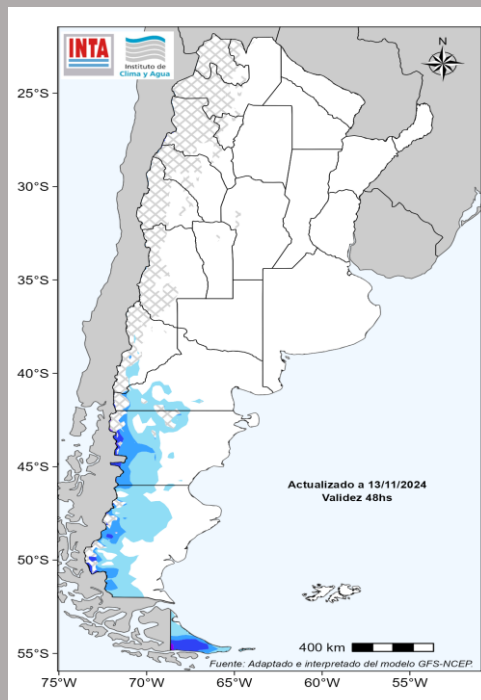 INTA
Instituto de
Clima y Agua
N
25°S
30°S
35°S
40°S
45°S
50°S
55°S
Actualizado a 13/11/2024
Validez 48hs
400 km
Fuente: Adaptado e interpretado del modelo GFS-NCEP.
75°W
70°W
65°W
60°W
55°W